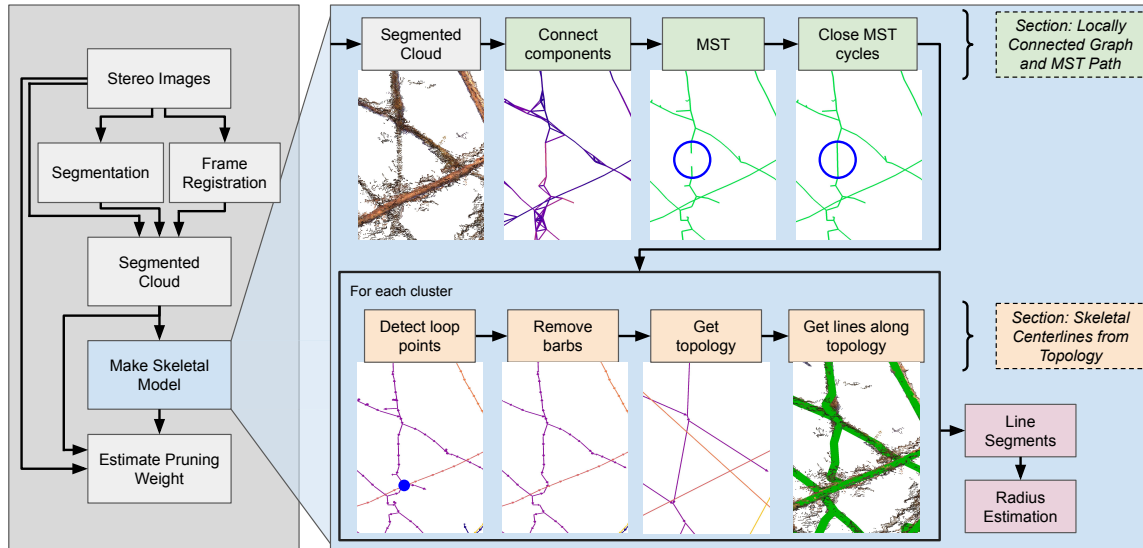 Stereo Images
Segmentation
Frame
Registration
Segmented
Cloud
Make Skeletal
Model
Estimate Pruning
Weight
Segmented
Cloud
Connect
components
MST
Close MST
cycles
Section: Locally
Connected Graph
and MST Path
For each cluster
Detect loop
points
Remove
barbs
Get
topology
Get lines along
topology
Section: Skeletal
Centerlines from
Topology
Line
Segments
Radius
Estimation